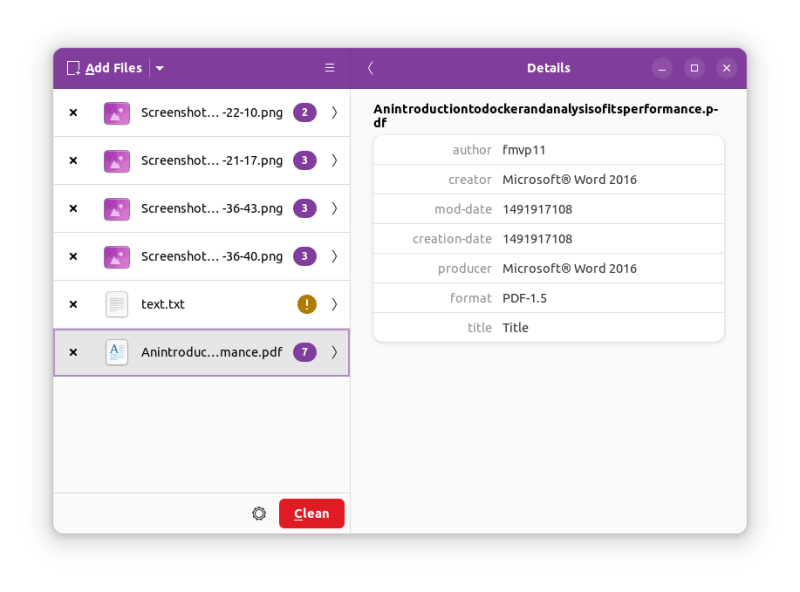 Add Files
Details
Screenshot… -22-10.png 2
Screenshot… -21-17.png 3
Screenshot… -36-43.png 3
Screenshot… -36-40.png 3
text.txt !
Anintroduc…mance.pdf 7
Clean
Anintroductiontodockerandanalysisofitsperformance.p-
df
author fmvp11
creator Microsoft® Word 2016
mod-date 1491917108
creation-date 1491917108
producer Microsoft® Word 2016
format PDF-1.5
title Title